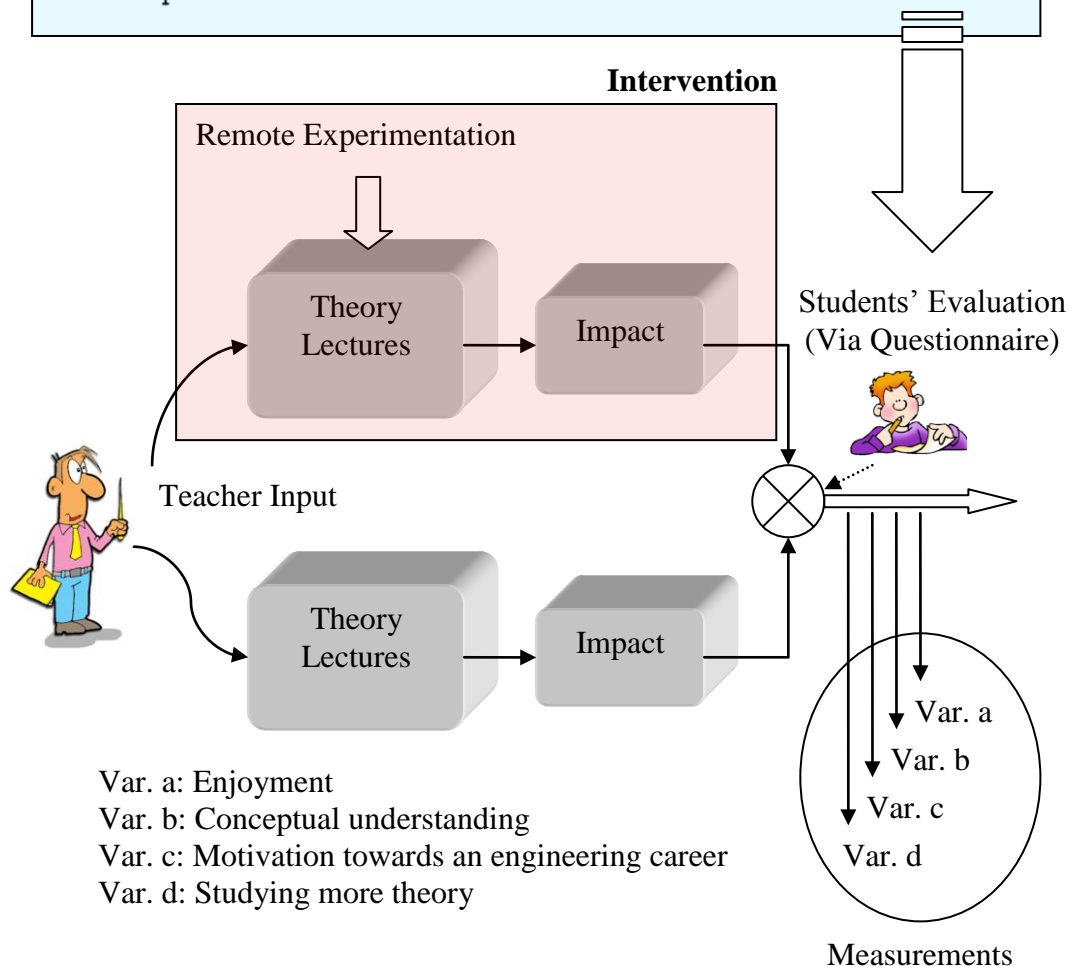 Intervention
Remote Experimentation
Theory
Lectures
Impact
Students’ Evaluation
(Via Questionnaire)
Teacher Input
Theory
Lectures
Impact
Var. a
Var. b
Var. c
Var. d
Var. a: Enjoyment
Var. b: Conceptual understanding
Var. c: Motivation towards an engineering career
Var. d: Studying more theory
Measurements